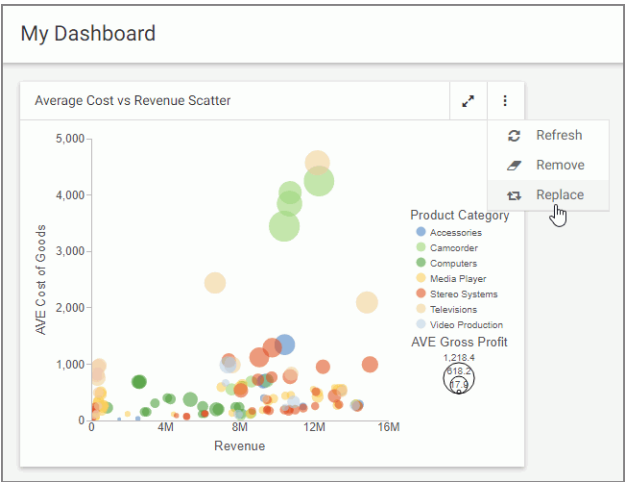 My Dashboard
Average Cost vs Revenue Scatter
Refresh
Remove
Replace
5,000
4,000
3,000
2,000
1,000
0
AVE Cost of Goods
0
4M
8M
12M
16M
Revenue
Product Category
Accessories
Camcorder
Computers
Media Player
Stereo Systems
Televisions
Video Production
AVE Gross Profit
1,218.4
618.2